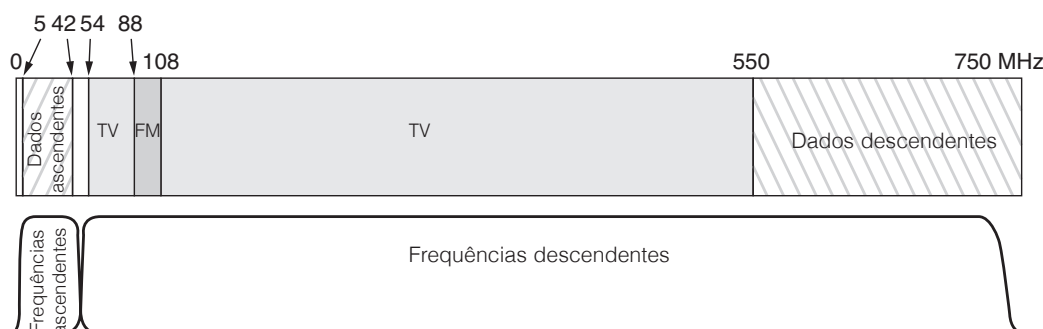 5 42 54 88
0 108 550 750 MHz
Dados
ascendentes
TV
FM
TV
Dados descendentes
Frequências
ascendentes
Frequências descendentes